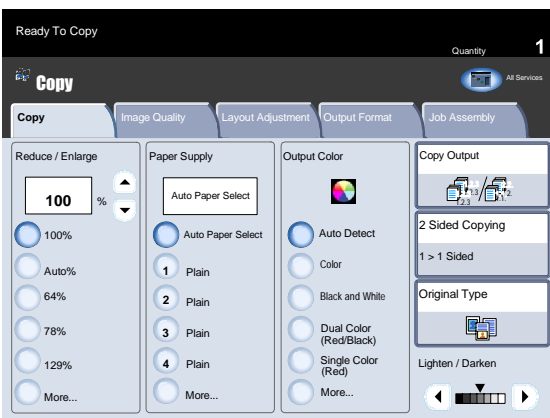 Ready To Copy
Quantity 1
Copy
All Services
Copy
Image Quality
Layout Adjustment
Output Format
Job Assembly
Reduce / Enlarge
100 %
100%
Auto%
64%
78%
129%
More...
Paper Supply
Auto Paper Select
Auto Paper Select
1 Plain
2 Plain
3 Plain
4 Plain
More...
Output Color
Auto Detect
Color
Black and White
Dual Color
(Red/Black)
Single Color
(Red)
More...
Copy Output
2 Sided Copying
1 > 1 Sided
Original Type
Lighten / Darken